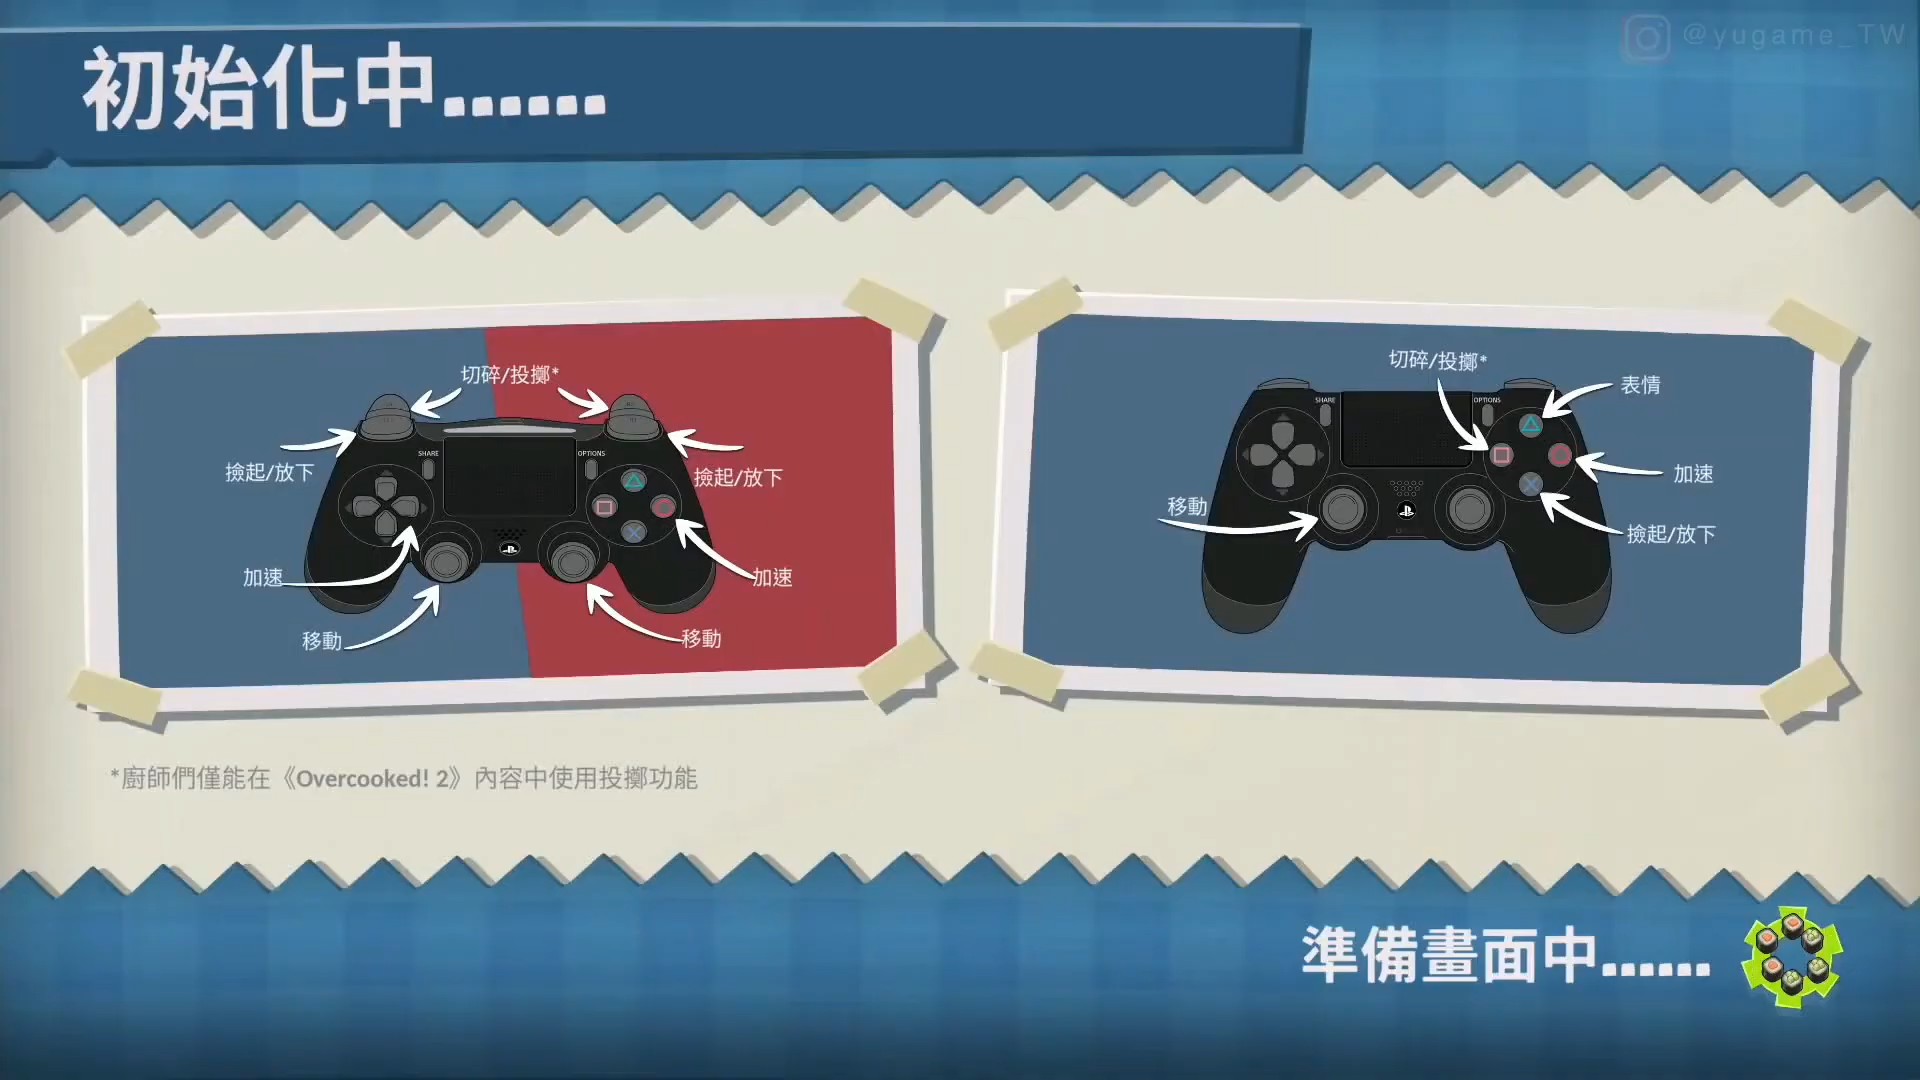 @yugame_TW
初始化中......
切碎/投擲*
撿起/放下
撿起/放下
SHARE
OPTIONS
加速
加速
移動
移動
切碎/投擲*
表情
SHARE
OPTIONS
加速
移動
撿起/放下
*廚師們僅能在《Overcooked! 2》內容中使用投擲功能
準備畫面中......